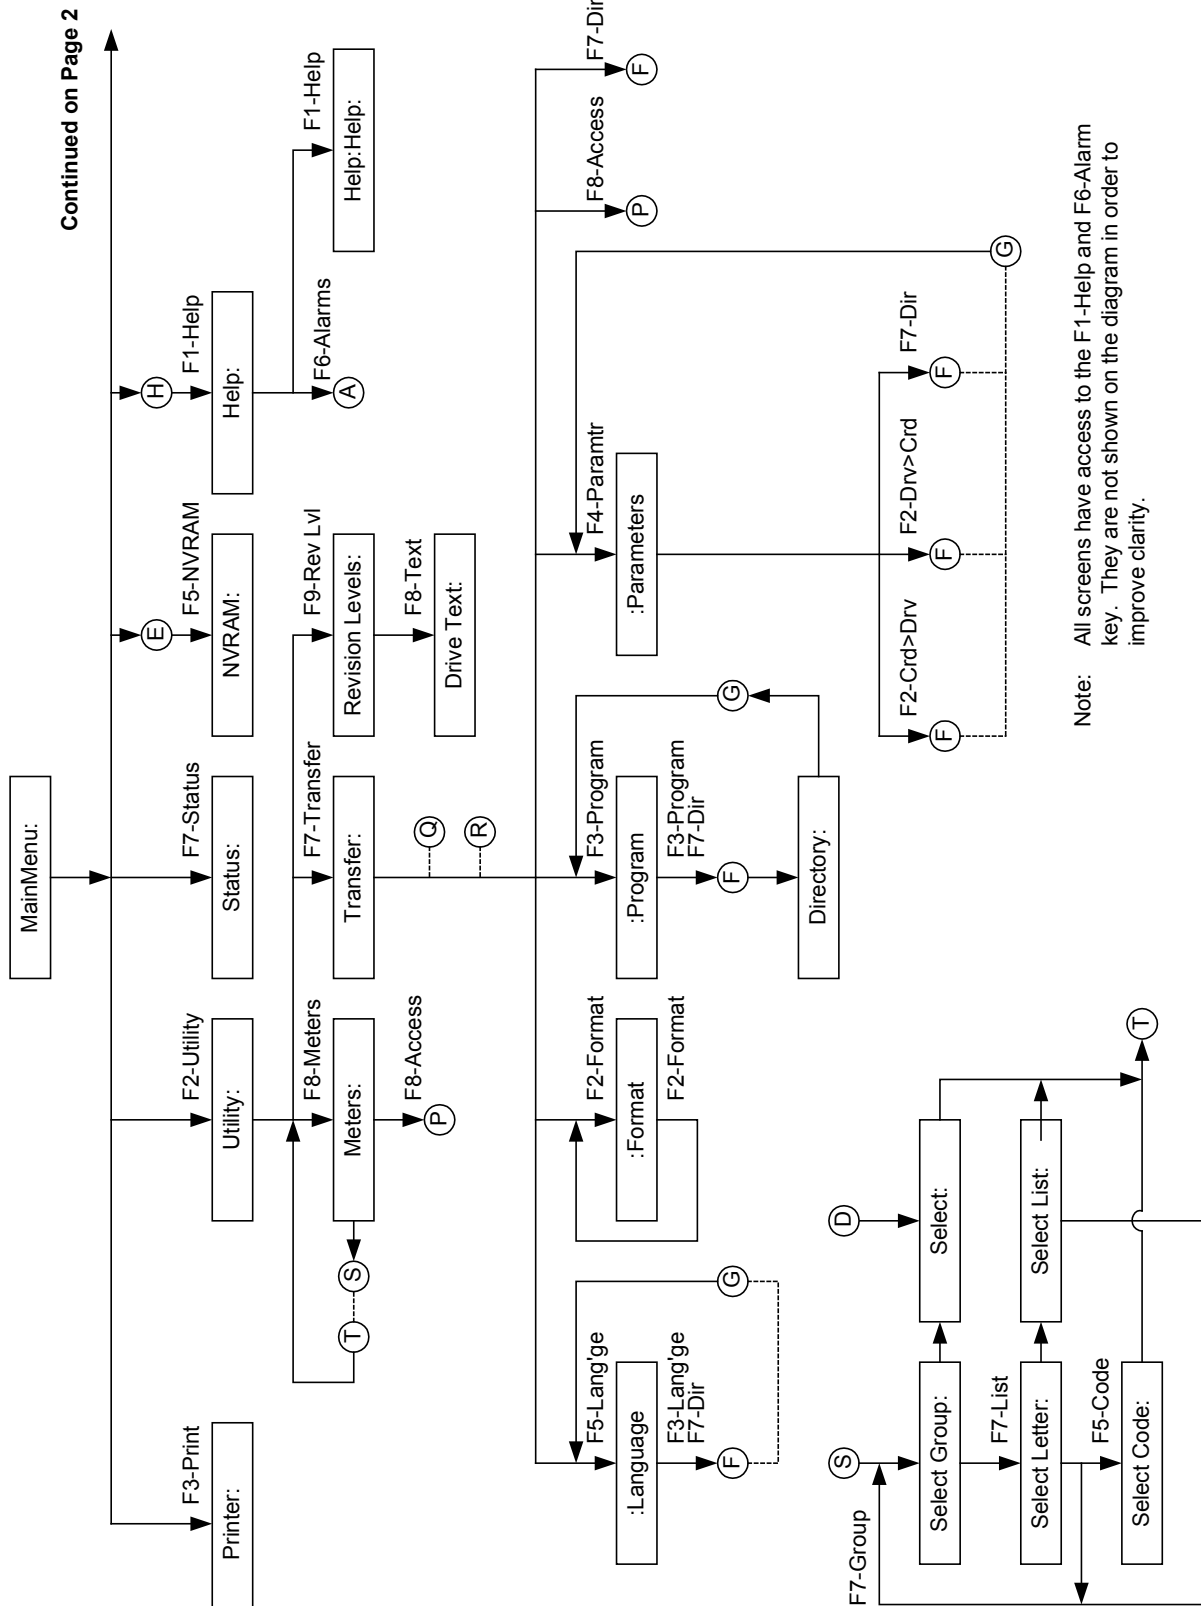 Continued on Page 2
MainMenu:
F3-Print
F2-Utility
F7-Status
F5-NVRAM
H
F1-Help
E
Printer:
Utility:
Status:
NVRAM:
Help:
F8-Meters
F7-Transfer
F9-Rev Lvl
F6-Alarms
F1-Help
Meters:
Transfer:
Revision Levels:
A
Help:Help:
T
S
F8-Access
P
Q
R
F8-Text
Drive Text:
F5-Lang'ge
F2-Format
F3-Program
F4-Paramtr
F8-Access
F7-Dir
P
F
:Language
:Format
:Program
:Parameters
F3-Lang'ge
F7-Dir
F2-Format
F3-Program
F7-Dir
F
G
F
G
Directory:
F2-Crd>Drv
F2-Drv>Crd
F7-Dir
F
F
F
G
F7-Group
S
D
Select Group:
Select:
F7-List
Select Letter:
Select List:
F5-Code
Select Code:
T
Note: All screens have access to the F1-Help and F6-Alarm
key. They are not shown on the diagram in order to
improve clarity.